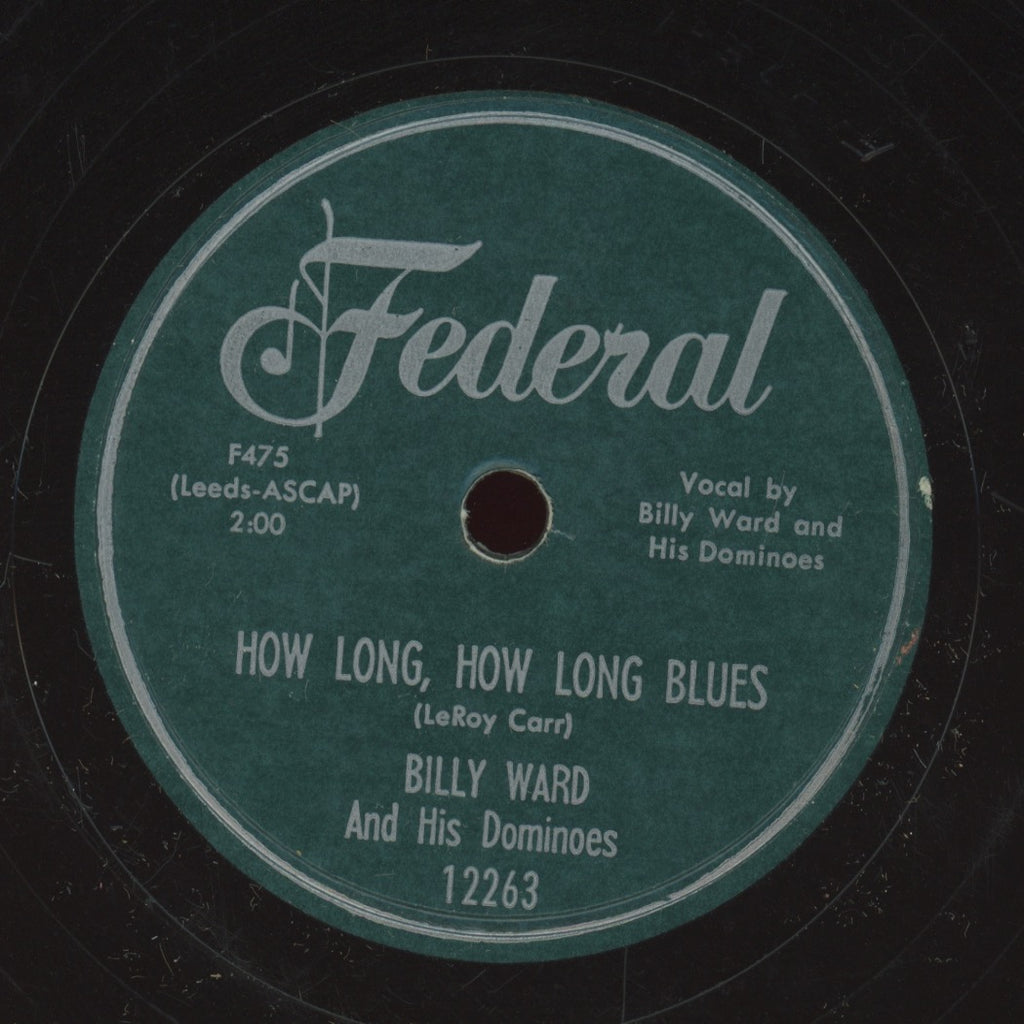 Federal
F475
(Leeds-ASCAP)
2:00
Vocal by
Billy Ward and
His Dominoes
HOW LONG, HOW LONG BLUES
(LeRoy Carr)
BILLY WARD
And His Dominoes
12263